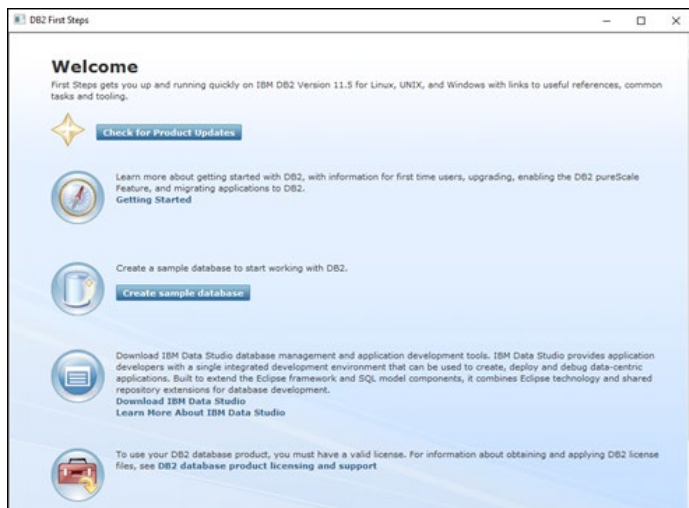 DB2 First Steps
Welcome
First Steps gets you up and running quickly on IBM DB2 Version 11.5 for Linux, UNIX, and Windows with links to useful references, common
tasks and tooling.
Check for Product Updates
Learn more about getting started with DB2, with information for first time users, upgrading, enabling the DB2 pureScale
Feature, and migrating applications to DB2.
Getting Started
Create a sample database to start working with DB2.
Create sample database
Download IBM Data Studio database management and application development tools. IBM Data Studio provides application
developers with a single integrated development environment that can be used to create, deploy and debug data-centric
applications. Built to extend the Eclipse framework and SQL model components, it combines Eclipse technology and shared
repository extensions for database development.
Download IBM Data Studio
Learn More About IBM Data Studio
To use your DB2 database product, you must have a valid license. For information about obtaining and applying DB2 license
files, see DB2 database product licensing and support